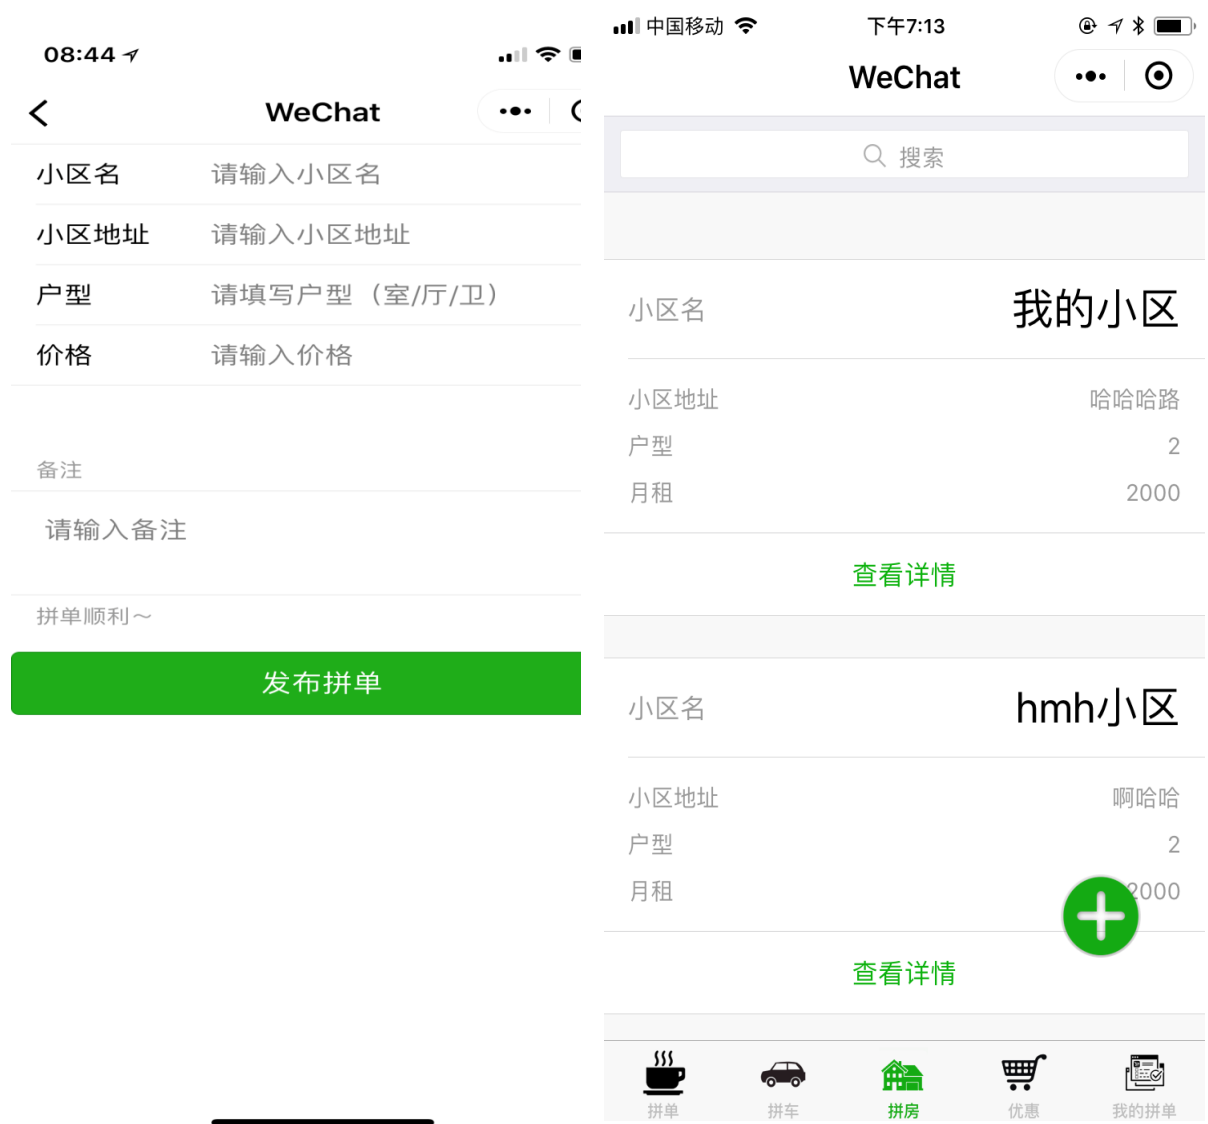 08:44
WeChat
小区名 请输入小区名
小区地址 请输入小区地址
户型 请填写户型（室/厅/卫）
价格 请输入价格
备注
请输入备注
拼单顺利～
发布拼单
中国移动 下午7:13
WeChat
搜索
小区名 我的小区
小区地址 哈哈哈路
户型 2
月租 2000
查看详情
小区名 hmh小区
小区地址 啊哈哈
户型 2
月租 2000
查看详情
拼单 拼车 拼房 优惠 我的拼单